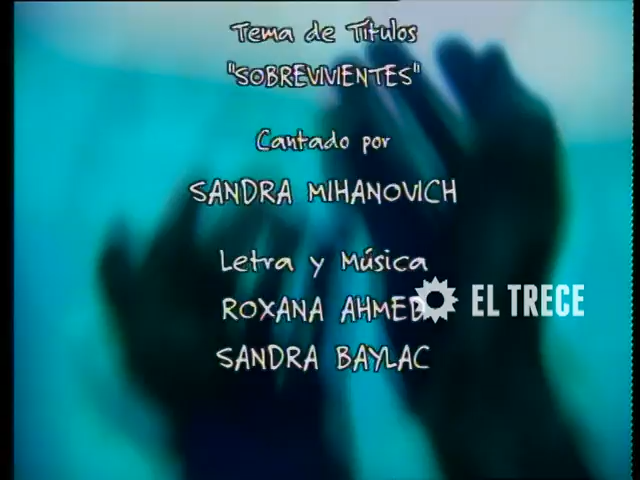 Tema de Títulos
"SOBREVIVIENTES"
Cantado por
SANDRA MIHANOVICH
Letra y Música
ROXANA AHMED
EL TRECE
SANDRA BAYLAC